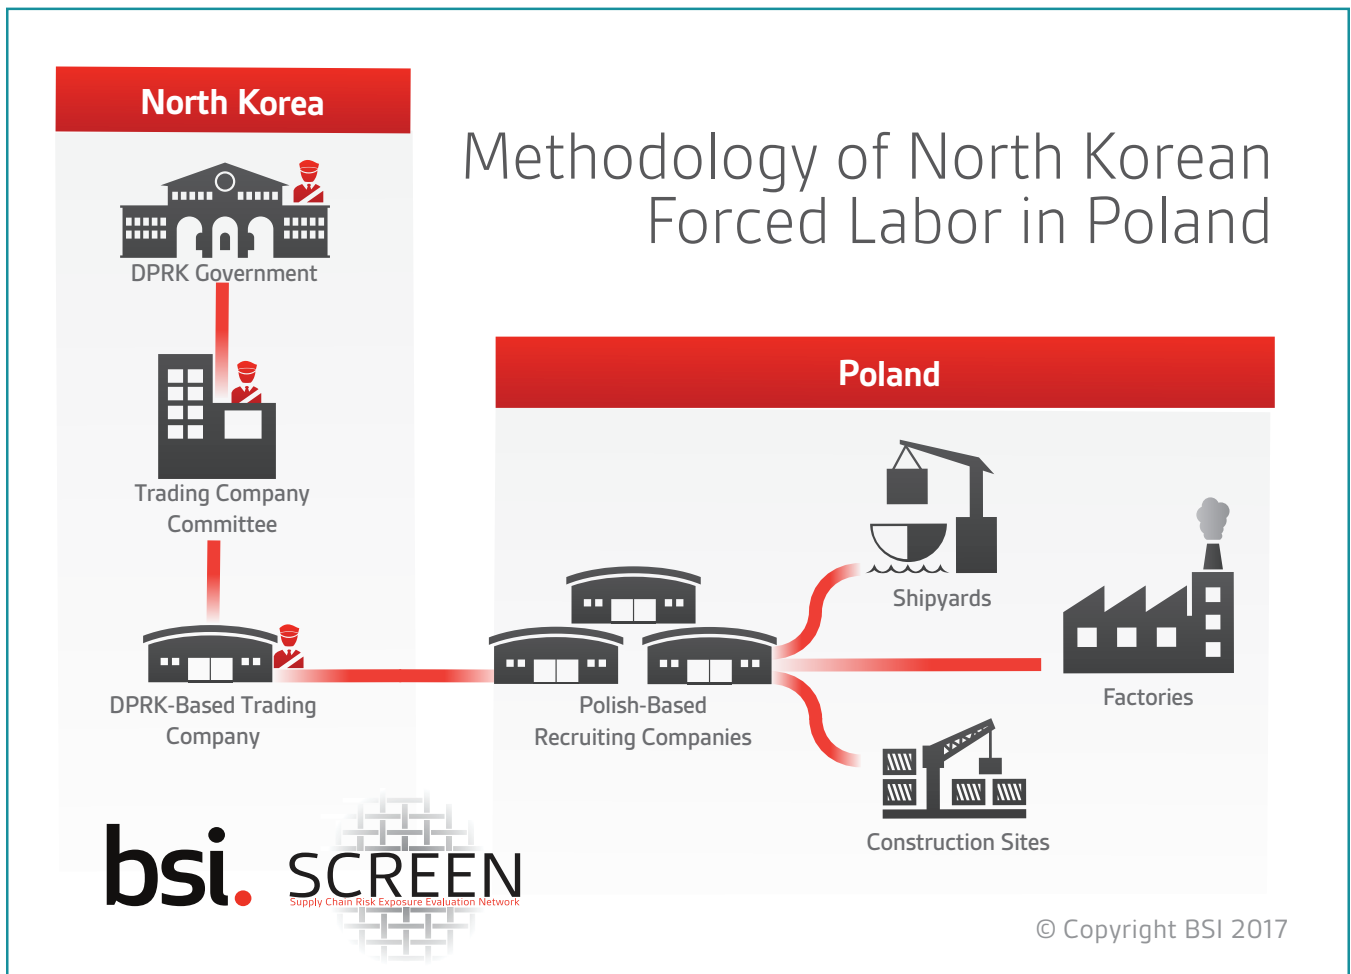 North Korea
Methodology of North Korean
Forced Labor in Poland
DPRK Government
Trading Company
Committee
DPRK-Based Trading
Company
Poland
Polish-Based
Recruiting Companies
Shipyards
Factories
Construction Sites
bsi.
SCREEN
Supply Chain Risk Exposure Evaluation Network
© Copyright BSI 2017